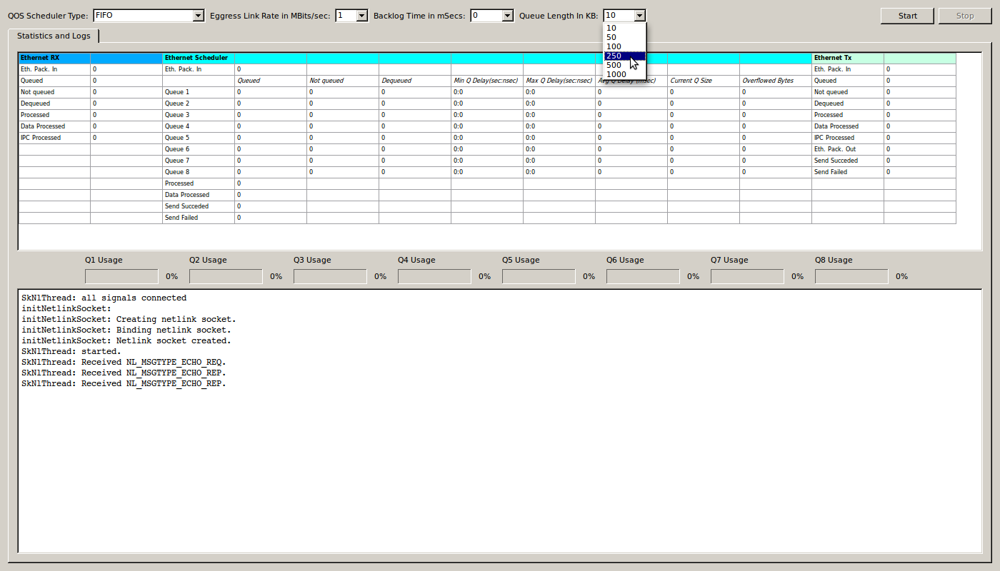 QOS Scheduler Type: FIFO Eggress Link Rate in MBits/sec: 1 Backlog Time in mSecs: 0 Queue Length In KB: 10 Start Stop
10
50
100
250
500
1000
Statistics and Logs
Ethernet RX Ethernet Scheduler Ethernet Tx
Eth. Pack. In 0 Eth. Pack. In 0 Eth. Pack. In 0
Queued 0 Queued Not queued Dequeued Min Q Delay(sec:nsec) Max Q Delay(sec:nsec) Avg Q Delay (nsec) Current Q Size Overflowed Bytes Queued 0
Not queued 0 Queue 1 0 0 0 0:0 0:0 0 0 0 Not queued 0
Dequeued 0 Queue 2 0 0 0 0:0 0:0 0 0 0 Dequeued 0
Processed 0 Queue 3 0 0 0 0:0 0:0 0 0 0 Processed 0
Data Processed 0 Queue 4 0 0 0 0:0 0:0 0 0 0 Data Processed 0
IPC Processed 0 Queue 5 0 0 0 0:0 0:0 0 0 0 IPC Processed 0
Queue 6 0 0 0 0:0 0:0 0 0 0 Eth. Pack. Out 0
Queue 7 0 0 0 0:0 0:0 0 0 0 Send Succeded 0
Queue 8 0 0 0 0:0 0:0 0 0 0 Send Failed 0
Processed 0
Data Processed 0
Send Succeded 0
Send Failed 0
Q1 Usage Q2 Usage Q3 Usage Q4 Usage Q5 Usage Q6 Usage Q7 Usage Q8 Usage
0% 0% 0% 0% 0% 0% 0% 0%
SkNlThread: all signals connected
initNetlinkSocket:
initNetlinkSocket: Creating netlink socket.
initNetlinkSocket: Binding netlink socket.
initNetlinkSocket: Netlink socket created.
SkNlThread: started.
SkNlThread: Received NL_MSGTYPE_ECHO_REQ.
SkNlThread: Received NL_MSGTYPE_ECHO_REP.
SkNlThread: Received NL_MSGTYPE_ECHO_REP.